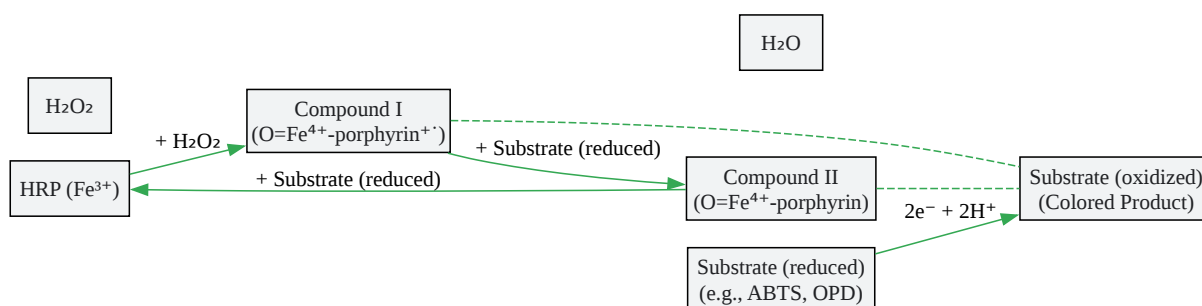 H₂O
H₂O₂
Compound I
(O=Fe⁴⁺-porphyrin⁺˙)
+ H₂O₂
+ Substrate (reduced)
HRP (Fe³⁺)
+ Substrate (reduced)
Compound II
(O=Fe⁴⁺-porphyrin)
Substrate (oxidized)
(Colored Product)
2e⁻ + 2H⁺
Substrate (reduced)
(e.g., ABTS, OPD)